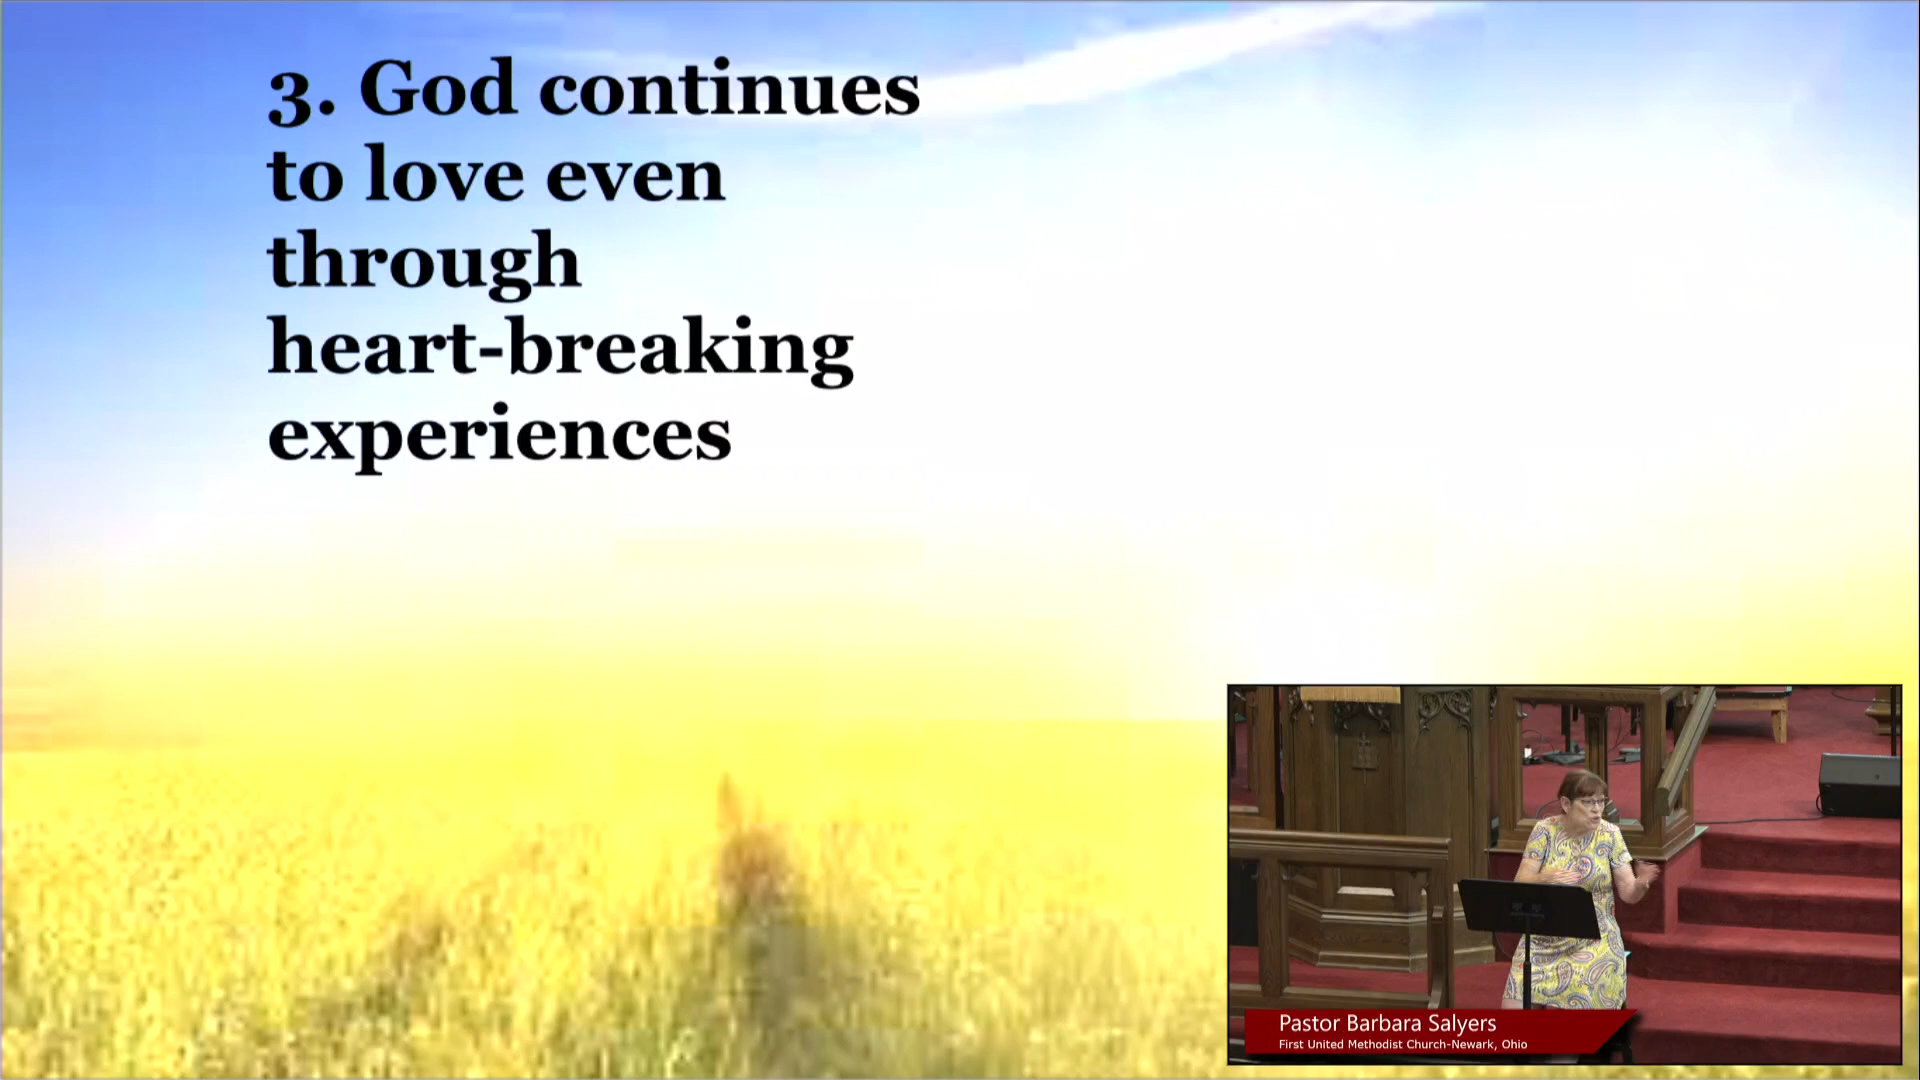 3. God continues
to love even
through
heart-breaking
experiences
Pastor Barbara Salyers
First United Methodist Church-Newark, Ohio